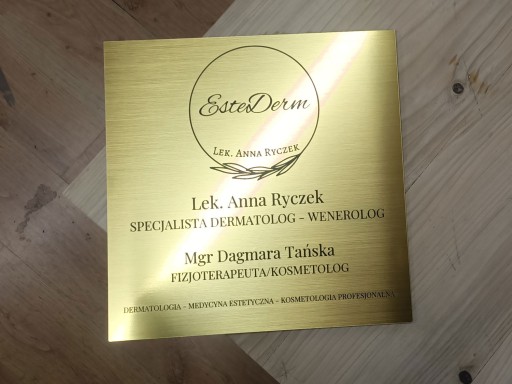 EsteDerm
LEK. ANNA RYCZEK
Lek. Anna Ryczek
SPECJALISTA DERMATOLOG - WENEROLOG
Mgr Dagmara Tańska
FIZJOTERAPEUTA/KOSMETOLOG
DERMATOLOGIA - MEDYCYNA ESTETYCZNA - KOSMETOLOGIA PROFESJONALNA